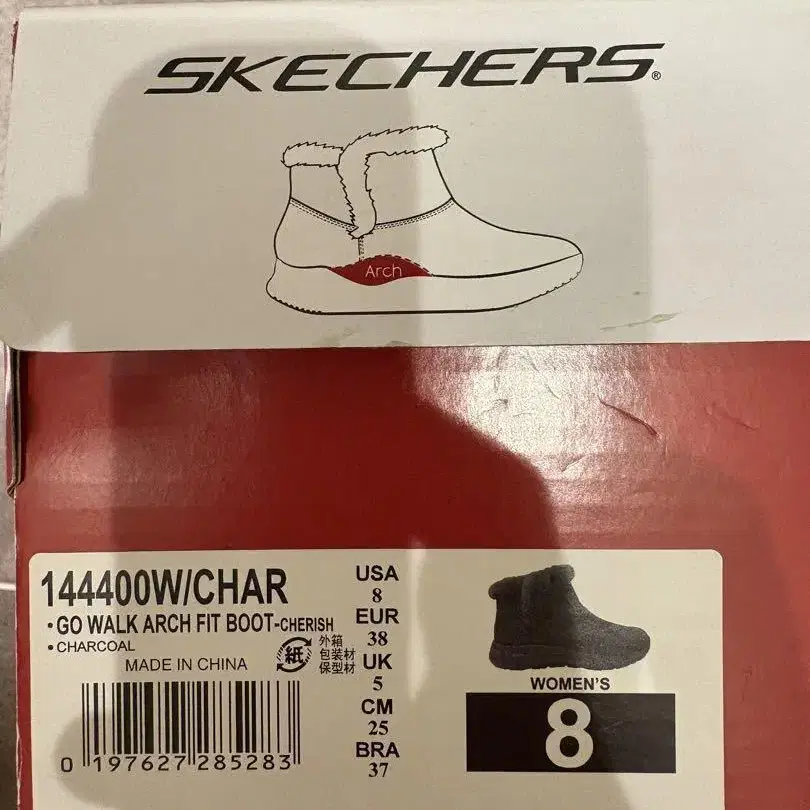 SKECHERS®
Arch
144400W/CHAR
• GO WALK ARCH FIT BOOT-CHERISH
• CHARCOAL
MADE IN CHINA
紙
外箱
包装材
保型材
0 197627 285283
USA
8
EUR
38
UK
5
CM
25
BRA
37
WOMEN'S
8